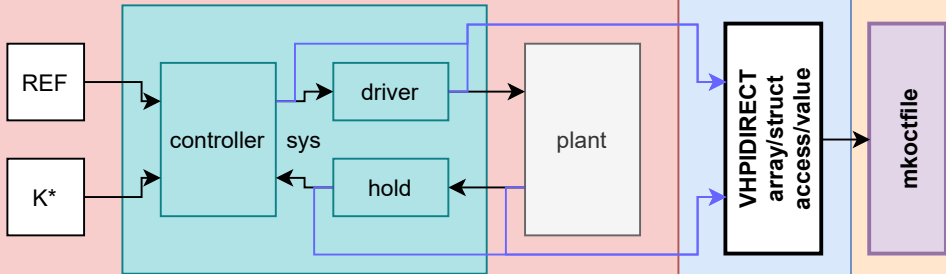 REF
K*
controller
sys
driver
hold
plant
VHPIDIRECT
array/struct
access/value
mkoctfile